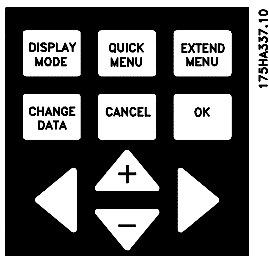 DISPLAY
MODE
QUICK
MENU
EXTEND
MENU
CHANGE
DATA
CANCEL
OK
+
−
175HA337.10